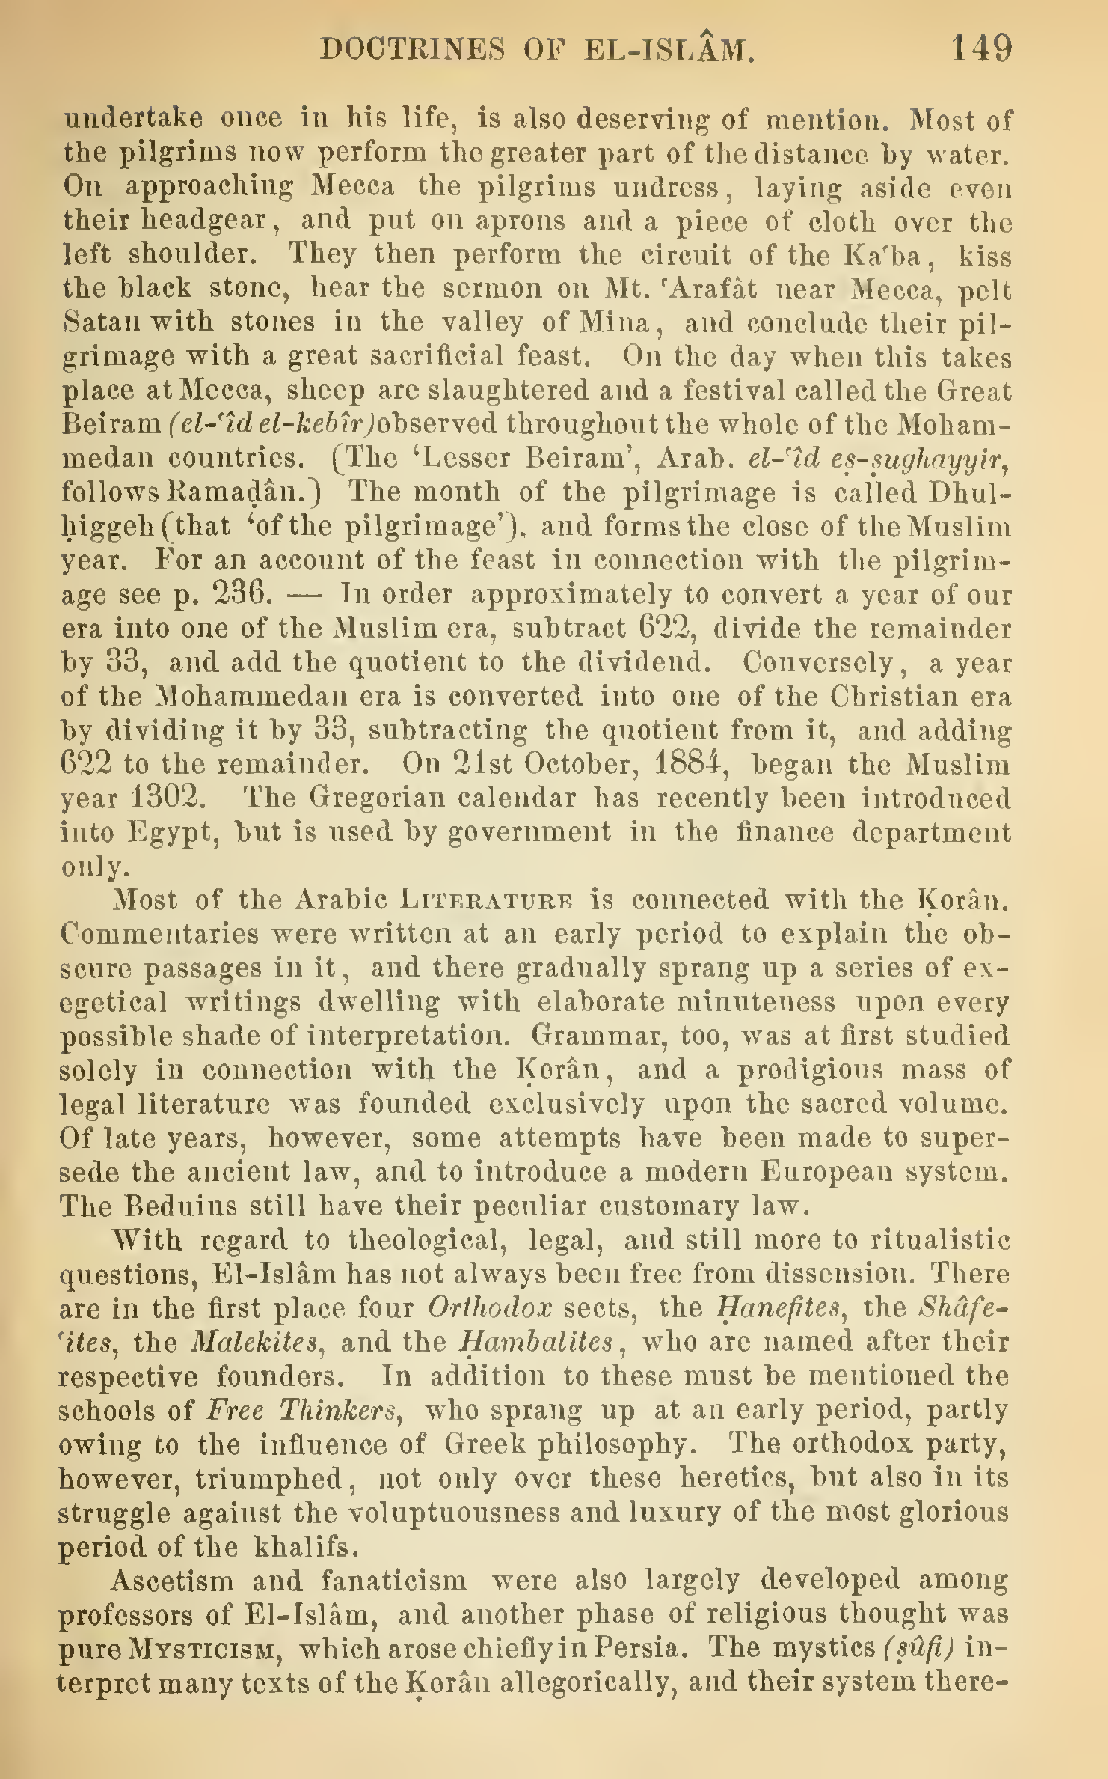 DOCTRINES OF EL-ISLÂM. 149
undertake once in his life, is also deserving of mention. Most of
the pilgrims now perform the greater part of the distance by water.
On approaching Mecca the pilgrims undress, laying aside even
their headgear, and put on aprons and a piece of cloth over the
left shoulder. They then perform the circuit of the Ka'ba, kiss
the black stone, hear the sermon on Mt. 'Arafât near Mecca, pelt
Satan with stones in the valley of Mina, and conclude their pil-
grimage with a great sacrificial feast. On the day when this takes
place at Mecca, sheep are slaughtered and a festival called the Great
Beiram (el-'îd el-kebîr) observed throughout the whole of the Moham-
medan countries. (The 'Lesser Beiram', Arab. el-'îd eṣ-ṣughayyir,
follows Ramaḍân.) The month of the pilgrimage is called Dhul-
ḥiggeh (that 'of the pilgrimage'), and forms the close of the Muslim
year. For an account of the feast in connection with the pilgrim-
age see p. 236. — In order approximately to convert a year of our
era into one of the Muslim era, subtract 622, divide the remainder
by 33, and add the quotient to the dividend. Conversely, a year
of the Mohammedan era is converted into one of the Christian era
by dividing it by 33, subtracting the quotient from it, and adding
622 to the remainder. On 21st October, 1884, began the Muslim
year 1302. The Gregorian calendar has recently been introduced
into Egypt, but is used by government in the finance department
only.
Most of the Arabic LITERATURE is connected with the Ḳorân.
Commentaries were written at an early period to explain the ob-
scure passages in it, and there gradually sprang up a series of ex-
egetical writings dwelling with elaborate minuteness upon every
possible shade of interpretation. Grammar, too, was at first studied
solely in connection with the Ḳorân, and a prodigious mass of
legal literature was founded exclusively upon the sacred volume.
Of late years, however, some attempts have been made to super-
sede the ancient law, and to introduce a modern European system.
The Beduins still have their peculiar customary law.
With regard to theological, legal, and still more to ritualistic
questions, El-Islâm has not always been free from dissension. There
are in the first place four Orthodox sects, the Ḥanefites, the Shâfe-
'ites, the Malekites, and the Ḥambalites, who are named after their
respective founders. In addition to these must be mentioned the
schools of Free Thinkers, who sprang up at an early period, partly
owing to the influence of Greek philosophy. The orthodox party,
however, triumphed, not only over these heretics, but also in its
struggle against the voluptuousness and luxury of the most glorious
period of the khalifs.
Ascetism and fanaticism were also largely developed among
professors of El-Islâm, and another phase of religious thought was
pure MYSTICISM, which arose chiefly in Persia. The mystics (ṣûfi) in-
terpret many texts of the Ḳorân allegorically, and their system there-